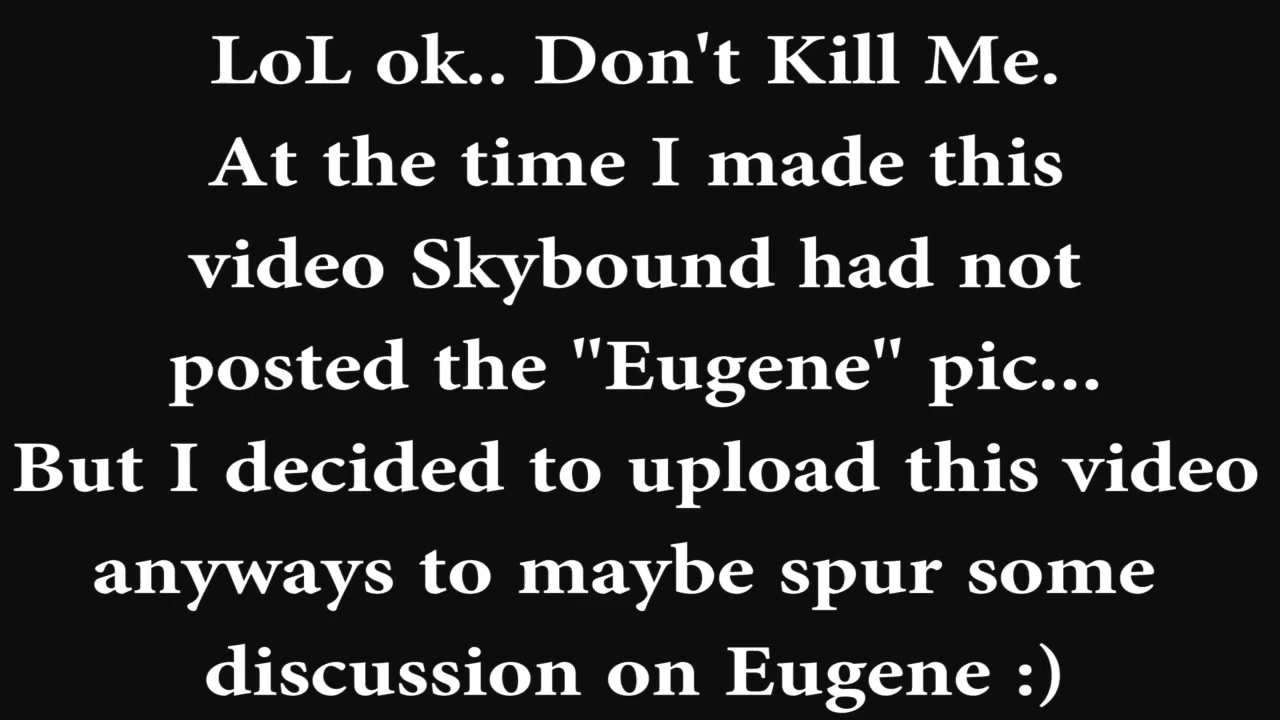 LoL ok.. Don't Kill Me.
At the time I made this
video Skybound had not
posted the "Eugene" pic...
But I decided to upload this video
anyways to maybe spur some
discussion on Eugene :)